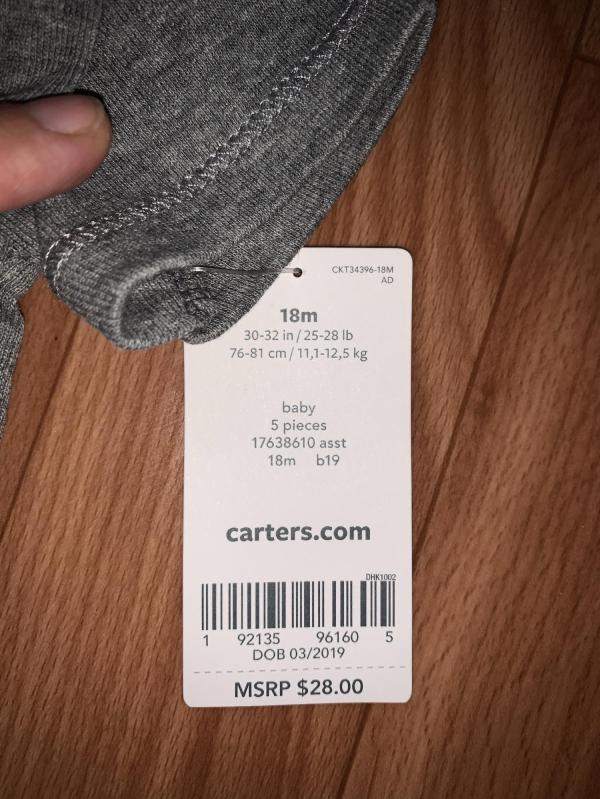 CKT34396-18M
AD
18m
30-32 in / 25-28 lb
76-81 cm / 11,1-12,5 kg
baby
5 pieces
17638610 asst
18m b19
carters.com
DHK1002
1 92135 96160 5
DOB 03/2019
MSRP $28.00